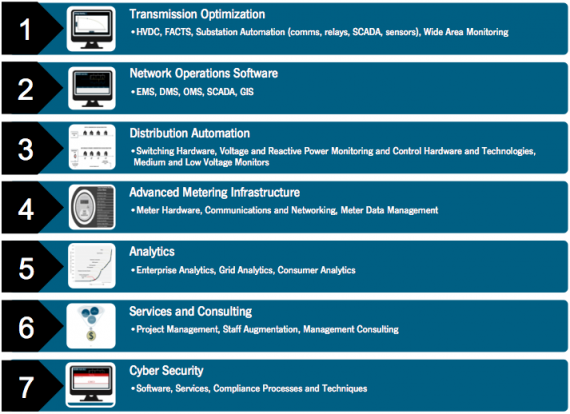 1
Transmission Optimization
• HVDC, FACTS, Substation Automation (comms, relays, SCADA, sensors), Wide Area Monitoring
2
Network Operations Software
• EMS, DMS, OMS, SCADA, GIS
3
Distribution Automation
• Switching Hardware, Voltage and Reactive Power Monitoring and Control Hardware and Technologies,
Medium and Low Voltage Monitors
4
Advanced Metering Infrastructure
• Meter Hardware, Communications and Networking, Meter Data Management
5
Analytics
• Enterprise Analytics, Grid Analytics, Consumer Analytics
6
$
Services and Consulting
• Project Management, Staff Augmentation, Management Consulting
7
Cyber Security
• Software, Services, Compliance Processes and Techniques